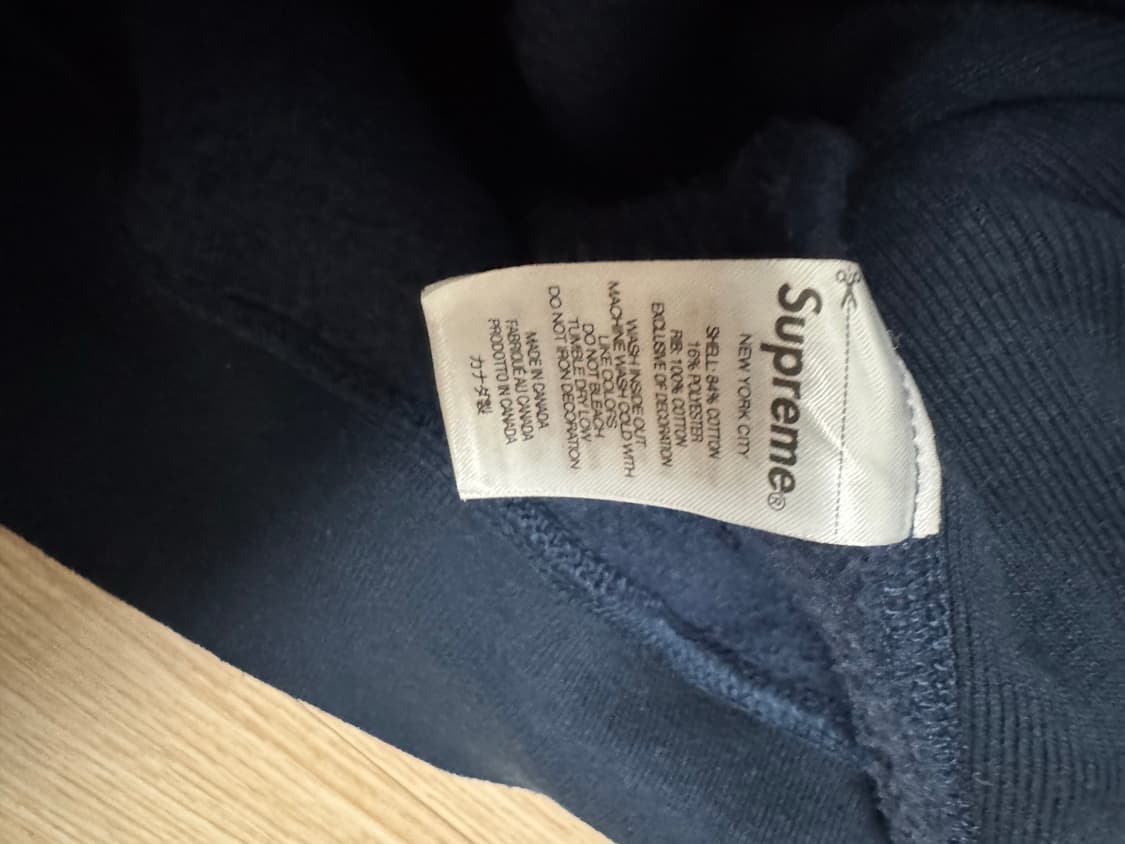 Supreme®
NEW YORK CITY
SHELL: 84% COTTON
16% POLYESTER
RIB: 100% COTTON
EXCLUSIVE OF DECORATION
WASH INSIDE OUT
MACHINE WASH COLD WITH
LIKE COLORS
DO NOT BLEACH
TUMBLE DRY LOW
DO NOT IRON DECORATION
MADE IN CANADA
FABRIQUÉ AU CANADA
PRODOTTO IN CANADA
カナダ製